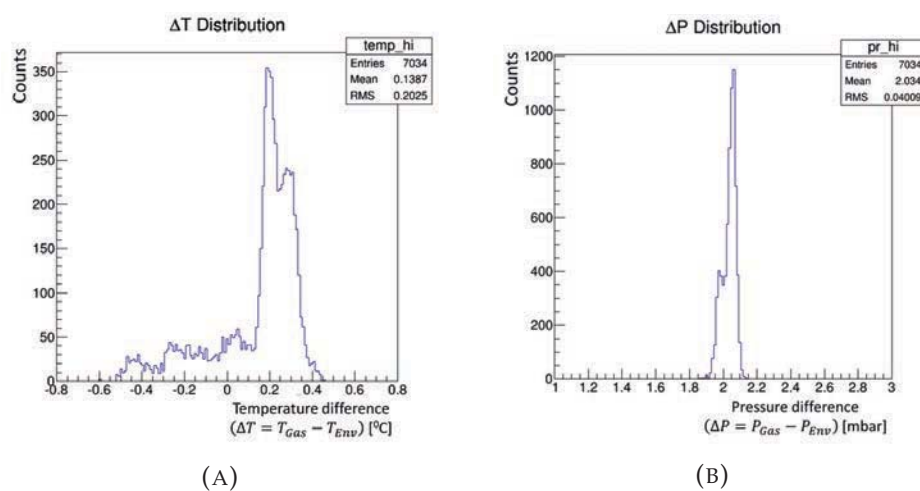 ΔT Distribution
temp_hi
Entries 7034
Mean 0.1387
RMS 0.2025
Counts
350
300
250
200
150
100
50
0
-0.8 -0.6 -0.4 -0.2 0 0.2 0.4 0.6 0.8
Temperature difference
(ΔT = T_Gas − T_Env) [⁰C]
(A)
ΔP Distribution
pr_hi
Entries 7034
Mean 2.034
RMS 0.04009
Counts
1200
1000
800
600
400
200
0
1 1.2 1.4 1.6 1.8 2 2.2 2.4 2.6 2.8 3
Pressure difference
(ΔP = P_Gas − P_Env) [mbar]
(B)